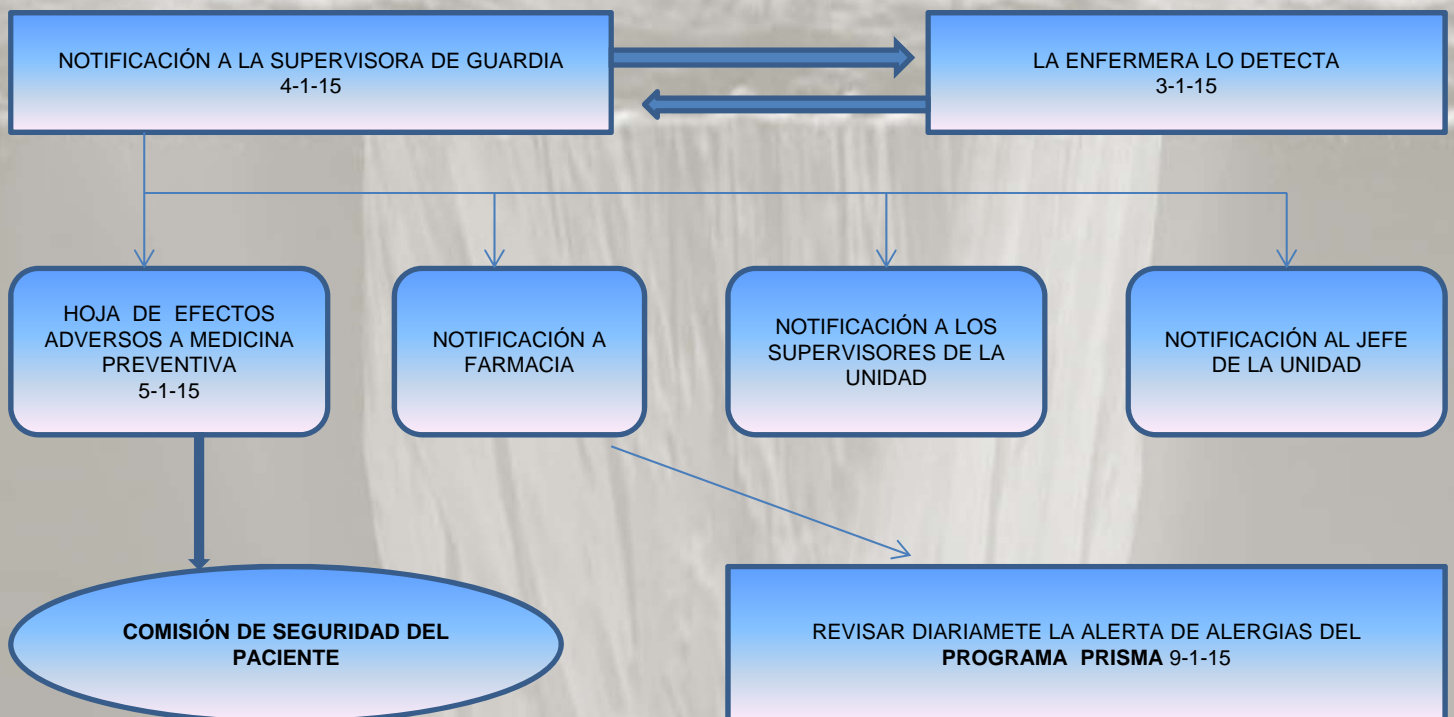 NOTIFICACIÓN A LA SUPERVISORA DE GUARDIA
4-1-15
LA ENFERMERA LO DETECTA
3-1-15
HOJA DE EFECTOS
ADVERSOS A MEDICINA
PREVENTIVA
5-1-15
NOTIFICACIÓN A
FARMACIA
NOTIFICACIÓN A LOS
SUPERVISORES DE LA
UNIDAD
NOTIFICACIÓN AL JEFE
DE LA UNIDAD
COMISIÓN DE SEGURIDAD DEL
PACIENTE
REVISAR DIARIAMETE LA ALERTA DE ALERGIAS DEL
PROGRAMA PRISMA 9-1-15